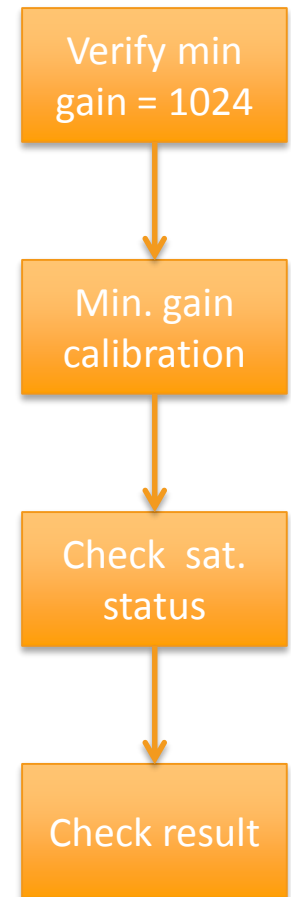 Verify min
gain = 1024
Min. gain
calibration
Check  sat.
status
Check result